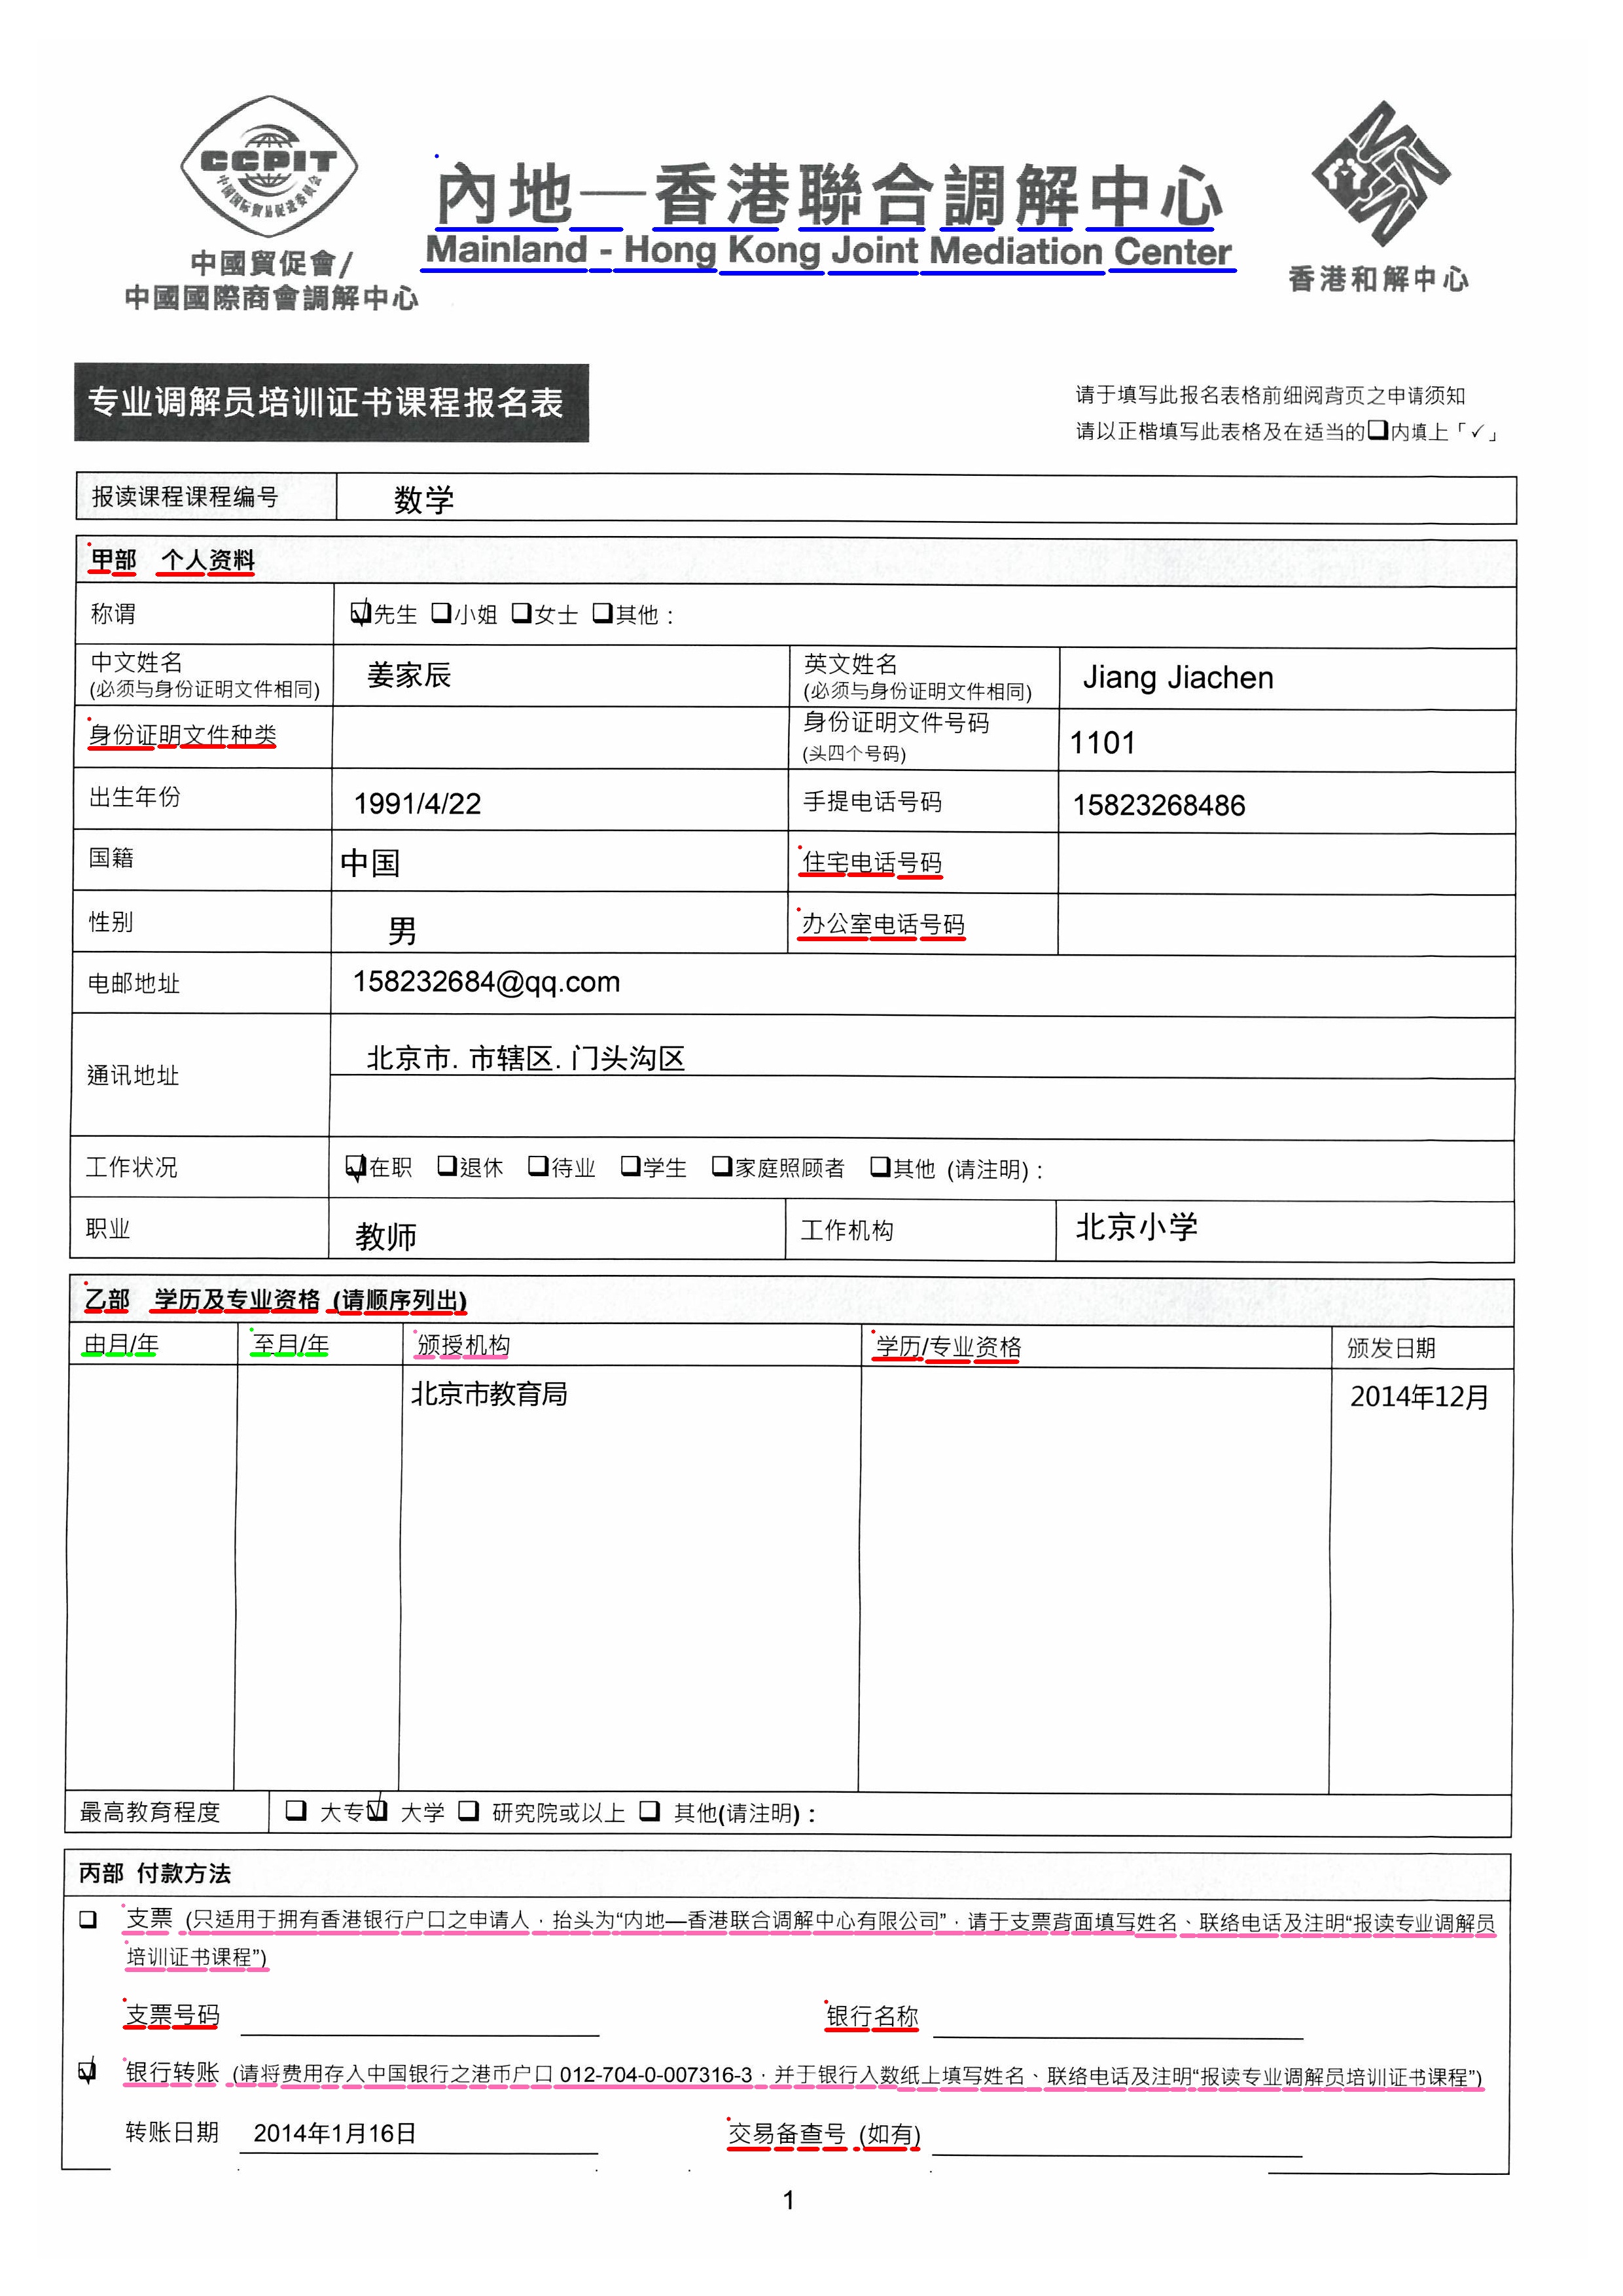 CCPIT
中国国际贸易促进委员会
中國貿促會/
中國國際商會調解中心
內地—香港聯合調解中心
Mainland - Hong Kong Joint Mediation Center
香港和解中心
专业调解员培训证书课程报名表
请于填写此报名表格前细阅背页之申请须知
请以正楷填写此表格及在适当的❑内填上「✓」
报读课程课程编号 数学
甲部 个人资料
称谓 ☑先生 ❑小姐 ❑女士 ❑其他：
中文姓名 姜家辰 英文姓名 Jiang Jiachen
(必须与身份证明文件相同) (必须与身份证明文件相同)
身份证明文件种类 身份证明文件号码 1101
(头四个号码)
出生年份 1991/4/22 手提电话号码 15823268486
国籍 中国 住宅电话号码
性别 男 办公室电话号码
电邮地址 158232684@qq.com
通讯地址 北京市. 市辖区. 门头沟区
工作状况 ☑在职 ❑退休 ❑待业 ❑学生 ❑家庭照顾者 ❑其他 (请注明)：
职业 教师 工作机构 北京小学
乙部 学历及专业资格 (请顺序列出)
由月/年 至月/年 颁授机构 学历/专业资格 颁发日期
北京市教育局 2014年12月
最高教育程度 ❑ 大专 ☑ 大学 ❑ 研究院或以上 ❑ 其他(请注明)：
丙部 付款方法
❑ 支票 (只适用于拥有香港银行户口之申请人，抬头为“内地—香港联合调解中心有限公司”，请于支票背面填写姓名、联络电话及注明“报读专业调解员
培训证书课程”)
支票号码 银行名称
☑ 银行转账 (请将费用存入中国银行之港币户口 012-704-0-007316-3，并于银行入数纸上填写姓名、联络电话及注明“报读专业调解员培训证书课程”)
转账日期 2014年1月16日 交易备查号 (如有)
1